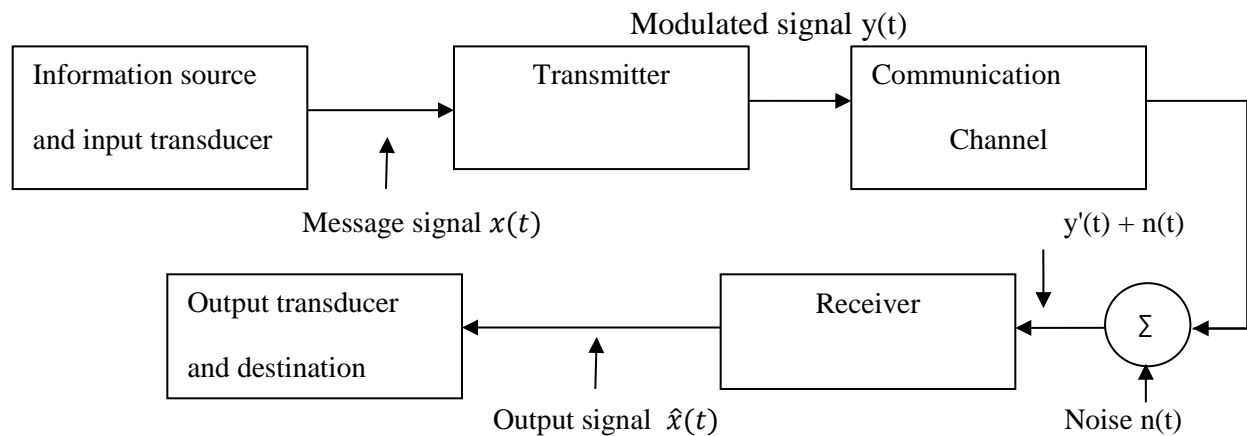 Modulated signal y(t)
Information source
and input transducer
Transmitter
Communication
Channel
Message signal 𝑥(𝑡)
y'(t) + n(t)
Output transducer
and destination
Receiver
Σ
Output signal 𝑥̂(𝑡)
Noise n(t)